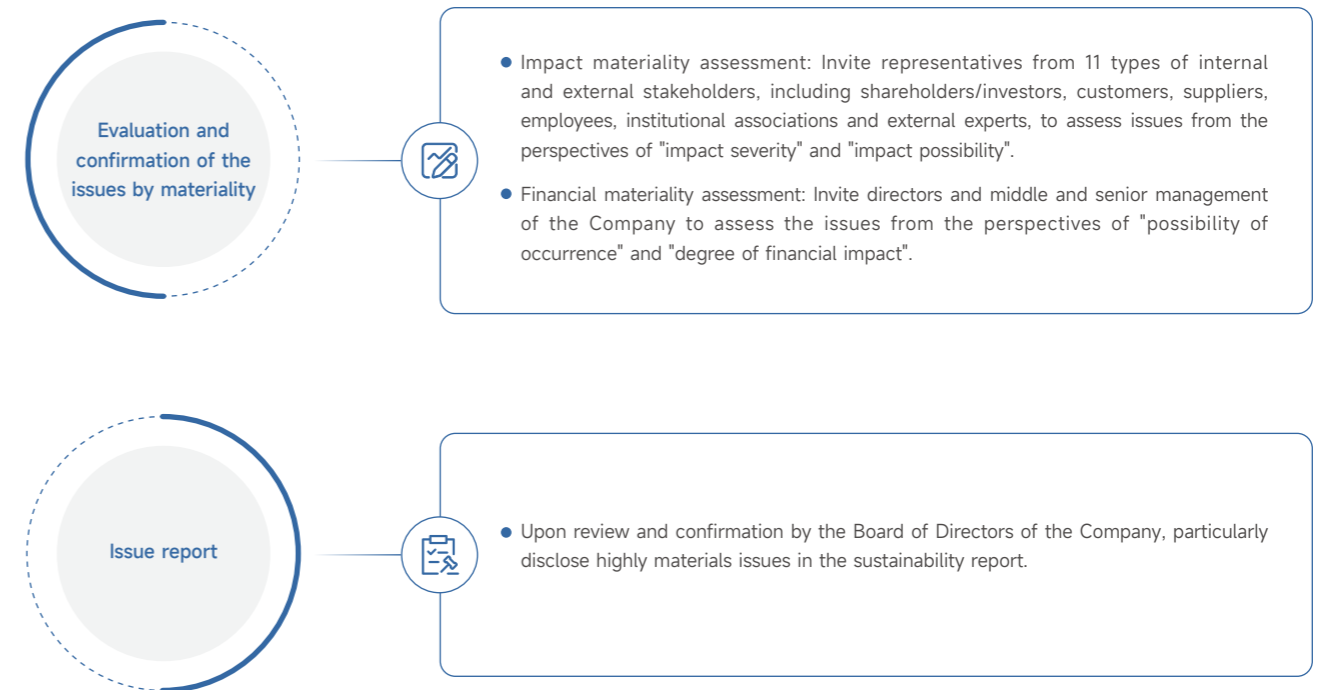 Evaluation and
confirmation of the
issues by materiality
● Impact materiality assessment: Invite representatives from 11 types of internal
and external stakeholders, including shareholders/investors, customers, suppliers,
employees, institutional associations and external experts, to assess issues from the
perspectives of "impact severity" and "impact possibility".
● Financial materiality assessment: Invite directors and middle and senior management
of the Company to assess the issues from the perspectives of "possibility of
occurrence" and "degree of financial impact".
Issue report
● Upon review and confirmation by the Board of Directors of the Company, particularly
disclose highly materials issues in the sustainability report.